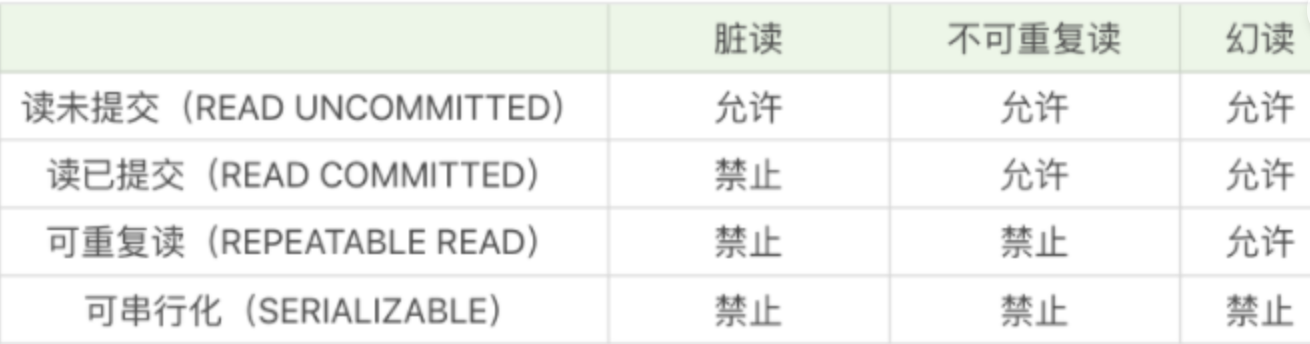 脏读 不可重复读 幻读
读未提交（READ UNCOMMITTED） 允许 允许 允许
读已提交（READ COMMITTED） 禁止 允许 允许
可重复读（REPEATABLE READ） 禁止 禁止 允许
可串行化（SERIALIZABLE） 禁止 禁止 禁止